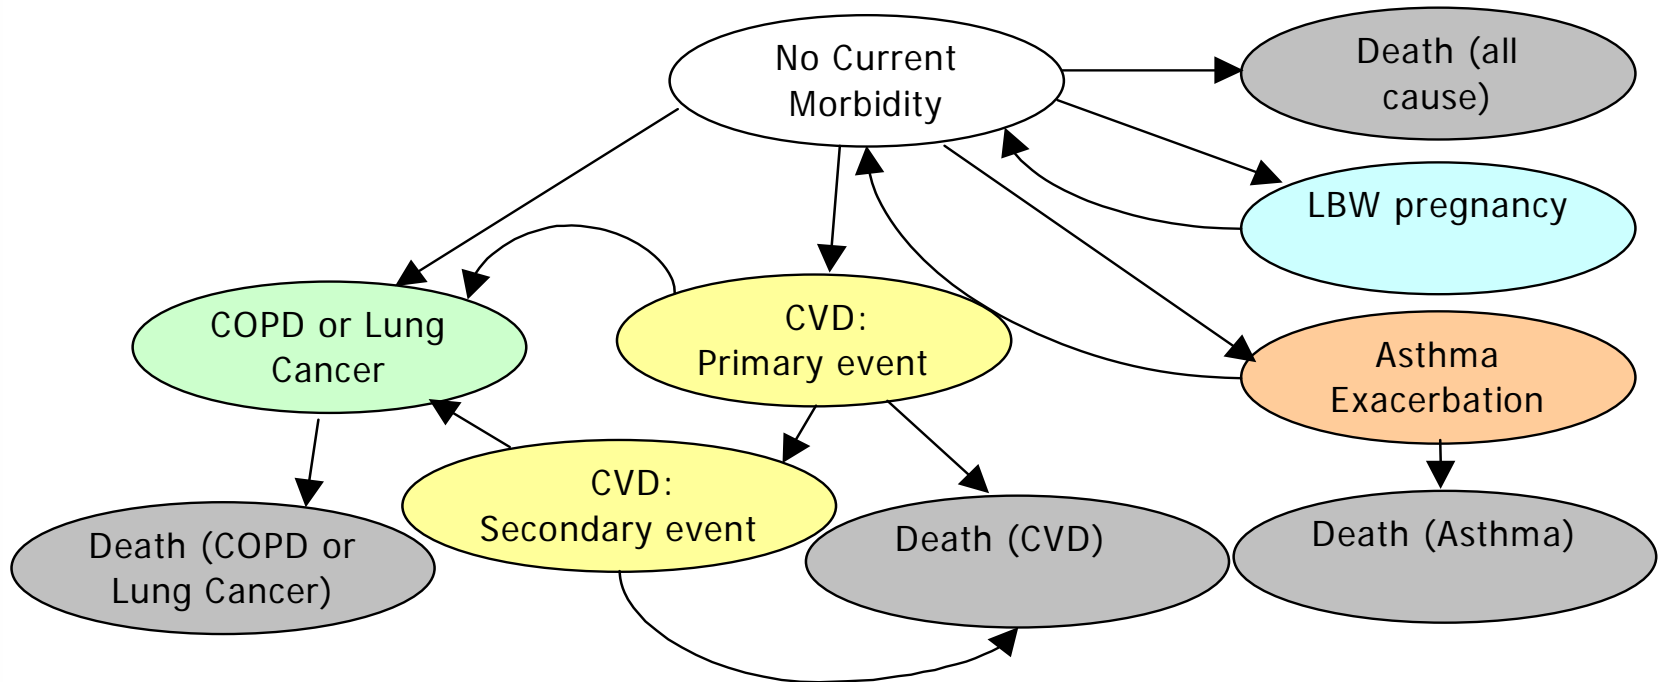 No Current
Morbidity
Death (all
cause)
LBW pregnancy
COPD or Lung
Cancer
CVD:
Primary event
Asthma
Exacerbation
CVD:
Secondary event
Death (COPD or
Lung Cancer)
Death (CVD)
Death (Asthma)